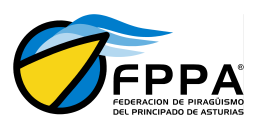 FPPA®
FEDERACION DE PIRAGÜISMO
DEL PRINCIPADO DE ASTURIAS